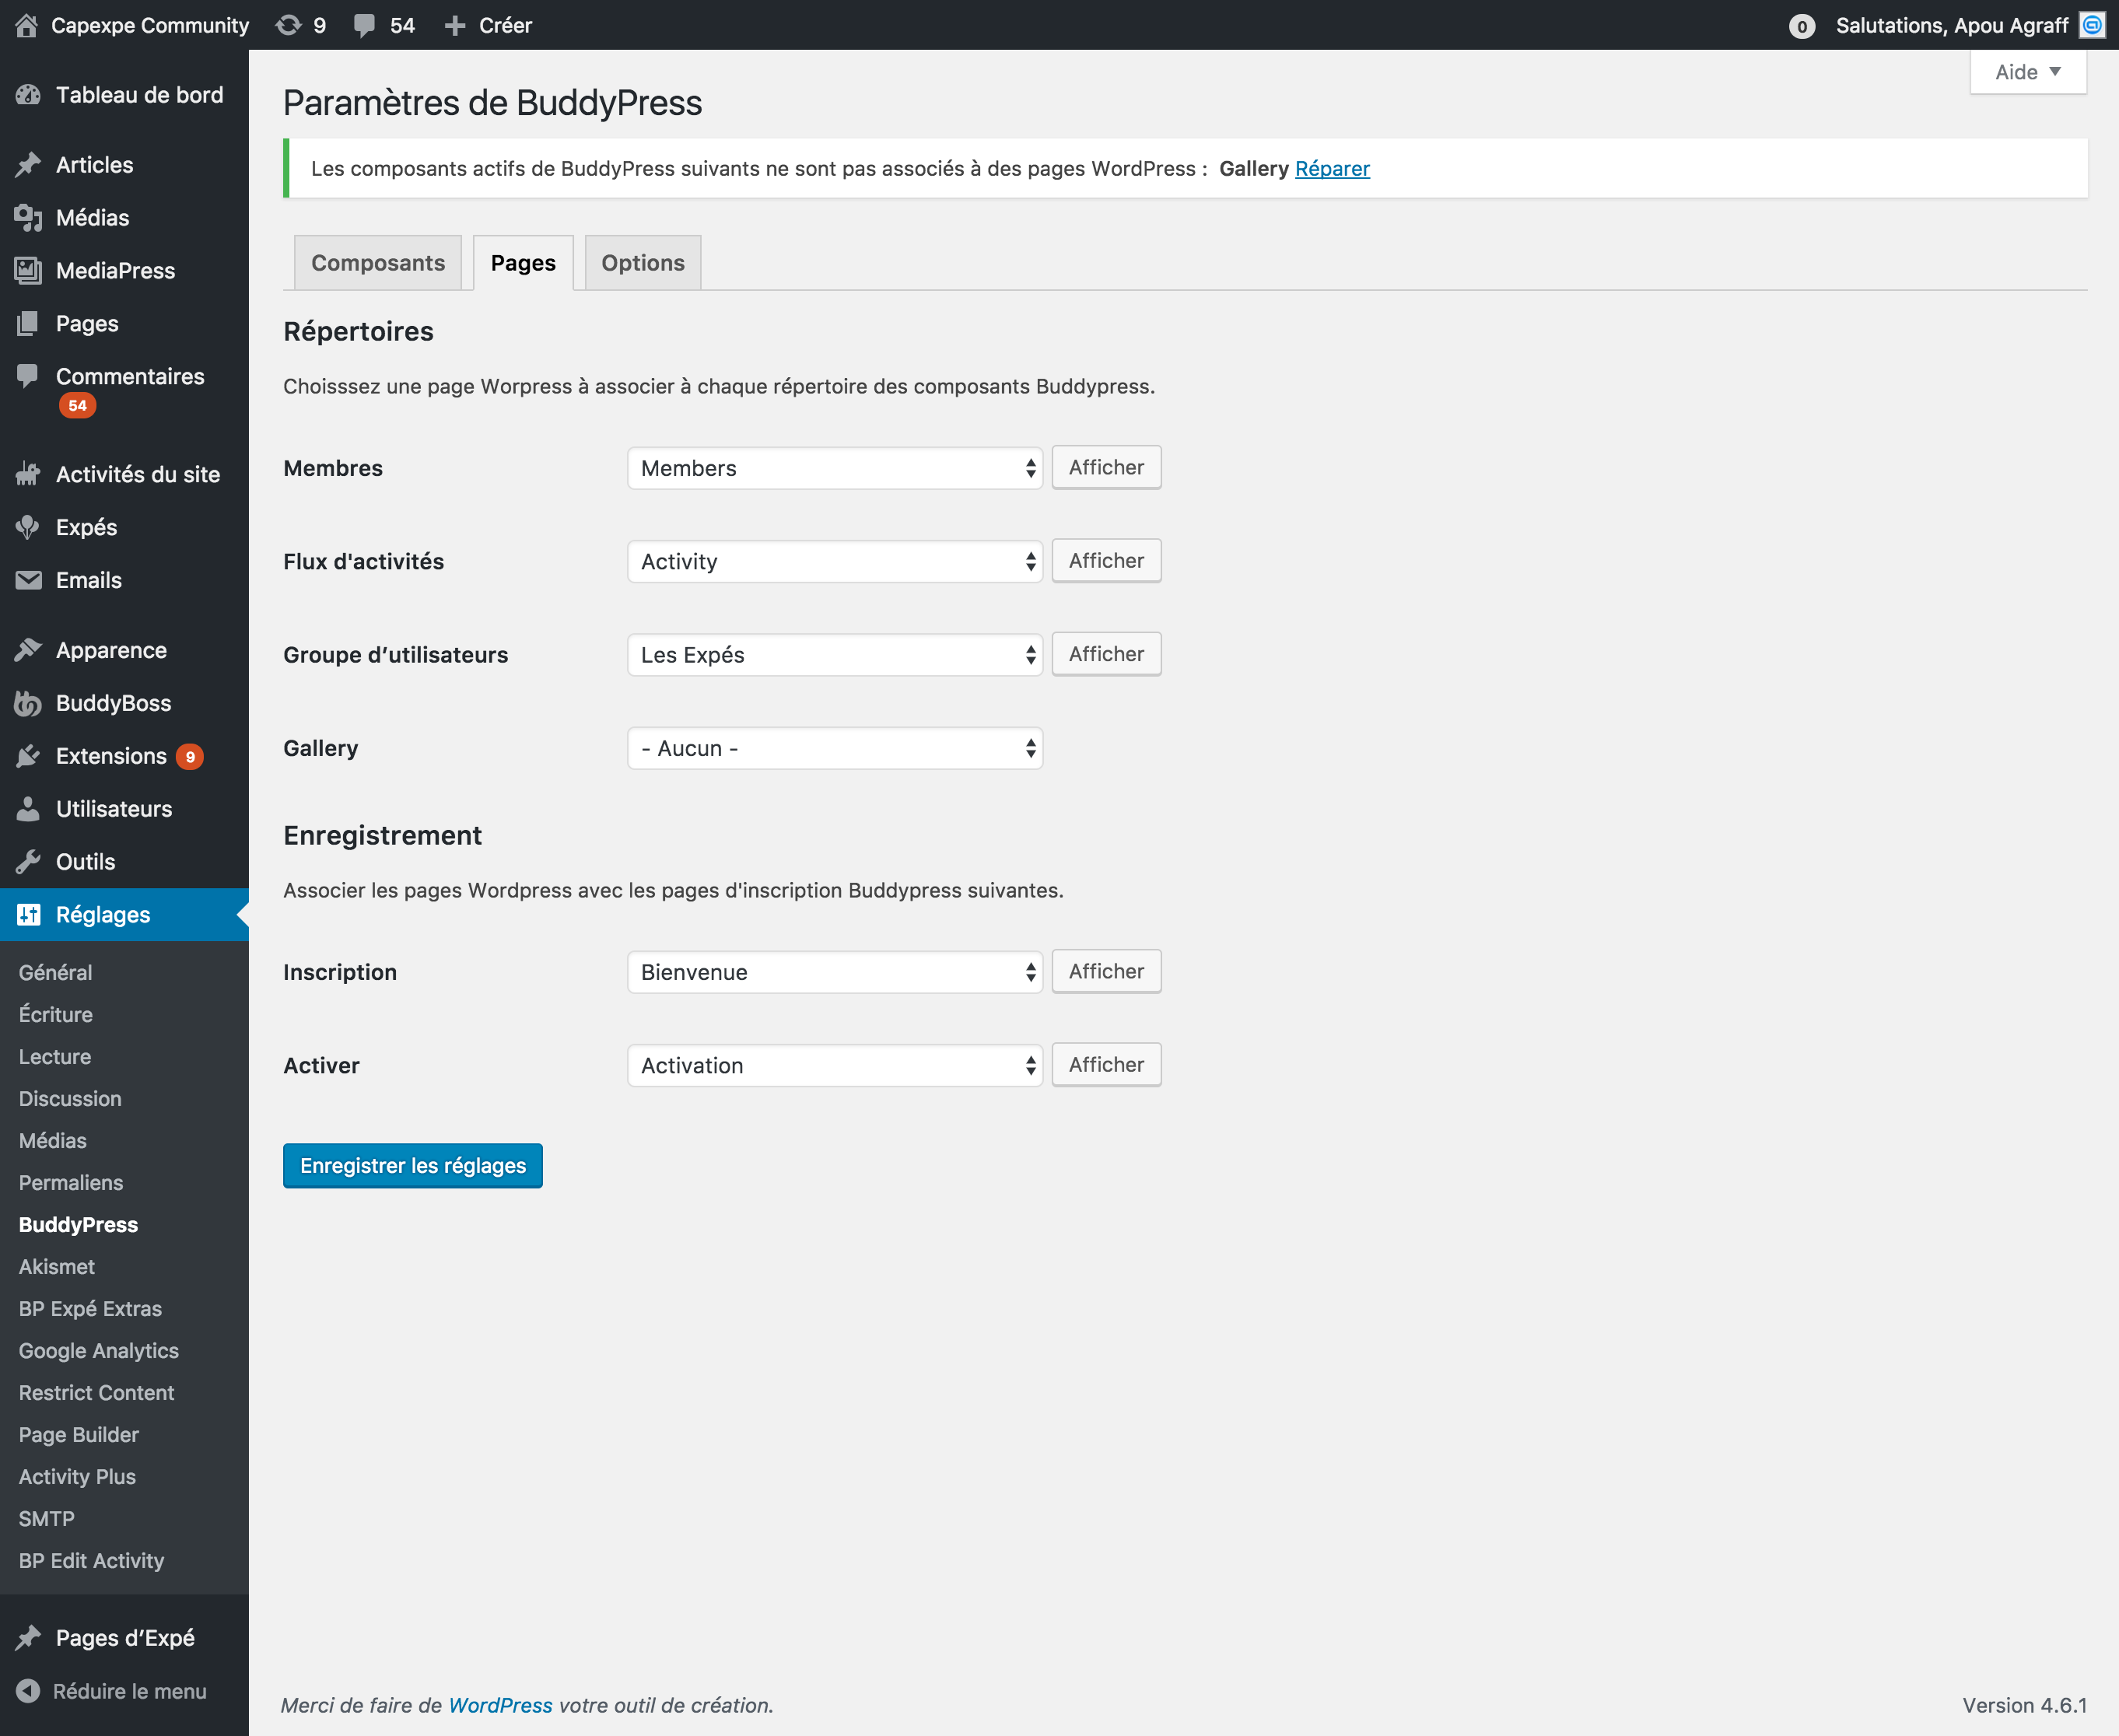 Capexpe Community 9 54 Créer 0 Salutations, Apou Agraff
Aide
Tableau de bord
Articles
Médias
MediaPress
Pages
Commentaires
54
Activités du site
Expés
Emails
Apparence
BuddyBoss
Extensions 9
Utilisateurs
Outils
Réglages
Général
Écriture
Lecture
Discussion
Médias
Permaliens
BuddyPress
Akismet
BP Expé Extras
Google Analytics
Restrict Content
Page Builder
Activity Plus
SMTP
BP Edit Activity
Pages d’Expé
Réduire le menu
Paramètres de BuddyPress
Les composants actifs de BuddyPress suivants ne sont pas associés à des pages WordPress : Gallery Réparer
Composants Pages Options
Répertoires
Choisssez une page Worpress à associer à chaque répertoire des composants Buddypress.
Membres Members Afficher
Flux d'activités Activity Afficher
Groupe d’utilisateurs Les Expés Afficher
Gallery - Aucun -
Enregistrement
Associer les pages Wordpress avec les pages d'inscription Buddypress suivantes.
Inscription Bienvenue Afficher
Activer Activation Afficher
Enregistrer les réglages
Merci de faire de WordPress votre outil de création. Version 4.6.1